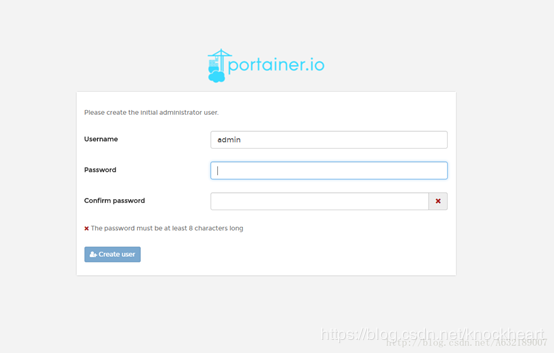 portainer.io
Please create the initial administrator user.
Username
admin
Password
Confirm password
The password must be at least 8 characters long
Create user
https://blog.csdn.net/knockheart